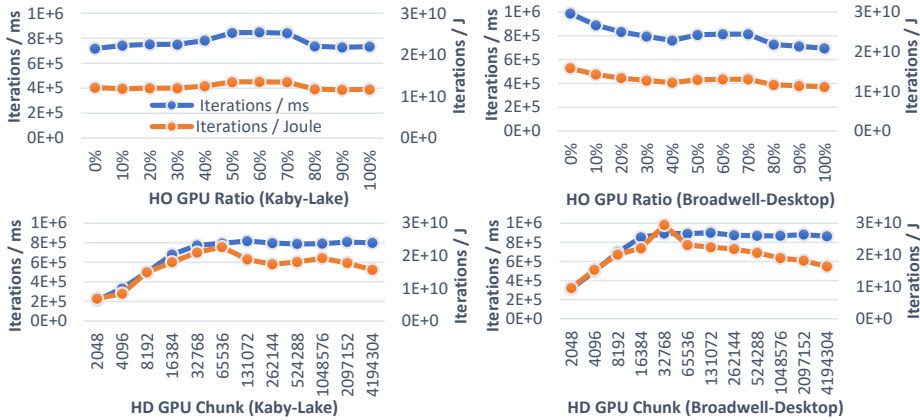 Iterations / ms
1E+6
8E+5
6E+5
4E+5
2E+5
0E+0
Iterations / ms
Iterations / Joule
3E+10
2E+10
1E+10
0E+0
Iterations / J
0% 10% 20% 30% 40% 50% 60% 70% 80% 90% 100%
HO GPU Ratio (Kaby-Lake)
Iterations / ms
1E+6
8E+5
6E+5
4E+5
2E+5
0E+0
3E+10
2E+10
1E+10
0E+0
Iterations / J
0% 10% 20% 30% 40% 50% 60% 70% 80% 90% 100%
HO GPU Ratio (Broadwell-Desktop)
Iterations / ms
1E+6
8E+5
6E+5
4E+5
2E+5
0E+0
3E+10
2E+10
1E+10
0E+0
Iterations / J
2048 4096 8192 16384 32768 65536 131072 262144 524288 1048576 2097152 4194304
HD GPU Chunk (Kaby-Lake)
Iterations / ms
1E+6
8E+5
6E+5
4E+5
2E+5
0E+0
3E+10
2E+10
1E+10
0E+0
Iterations / J
2048 4096 8192 16384 32768 65536 131072 262144 524288 1048576 2097152 4194304
HD GPU Chunk (Broadwell-Desktop)